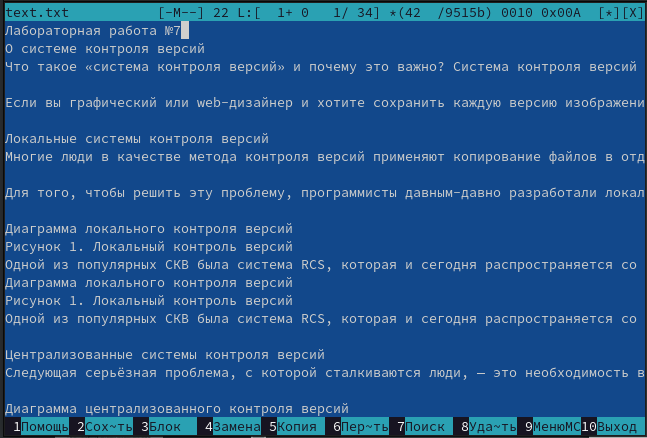 text.txt [-M--] 22 L:[ 1+ 0 1/ 34] *(42 /9515b) 0010 0x00A [*][X]
Лабораторная работа №7
О системе контроля версий
Что такое «система контроля версий» и почему это важно? Система контроля версий
Если вы графический или web-дизайнер и хотите сохранить каждую версию изображени
Локальные системы контроля версий
Многие люди в качестве метода контроля версий применяют копирование файлов в отд
Для того, чтобы решить эту проблему, программисты давным-давно разработали локал
Диаграмма локального контроля версий
Рисунок 1. Локальный контроль версий
Одной из популярных СКВ была система RCS, которая и сегодня распространяется со
Диаграмма локального контроля версий
Рисунок 1. Локальный контроль версий
Одной из популярных СКВ была система RCS, которая и сегодня распространяется со
Централизованные системы контроля версий
Следующая серьёзная проблема, с которой сталкиваются люди, — это необходимость в
Диаграмма централизованного контроля версий
1Помощь 2Сох~ть 3Блок 4Замена 5Копия 6Пер~ть 7Поиск 8Уда~ть 9МенюМС 10Выход